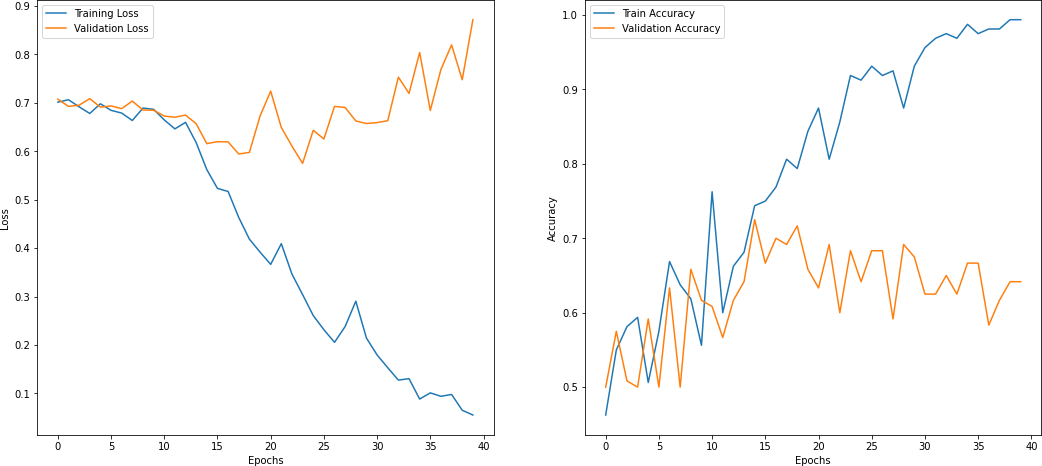 Training Loss
Validation Loss
0.9
0.8
0.7
0.6
0.5
0.4
0.3
0.2
0.1
Loss
0 5 10 15 20 25 30 35 40
Epochs
Train Accuracy
Validation Accuracy
1.0
0.9
0.8
0.7
0.6
0.5
Accuracy
0 5 10 15 20 25 30 35 40
Epochs